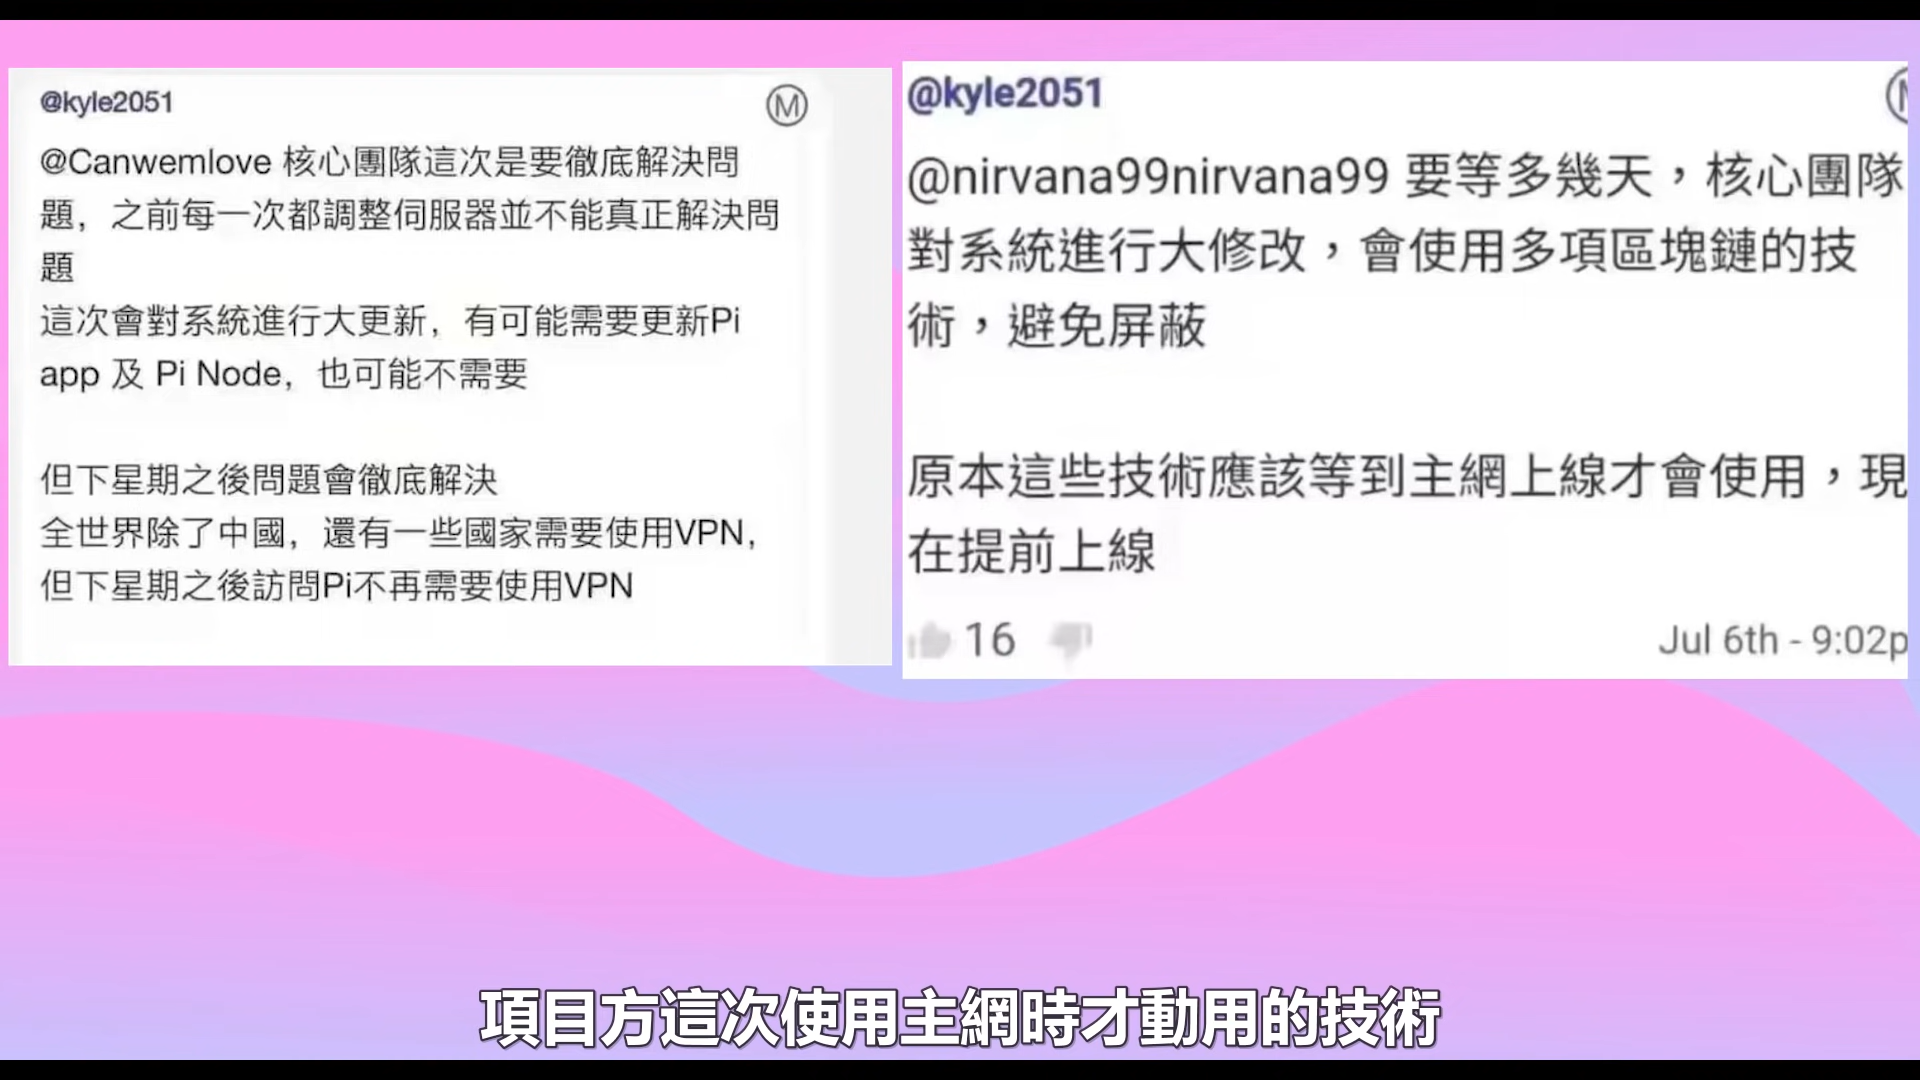 @kyle2051
Ⓜ
@Canwemlove 核心團隊這次是要徹底解決問
題，之前每一次都調整伺服器並不能真正解決問
題
這次會對系統進行大更新，有可能需要更新Pi
app 及 Pi Node，也可能不需要
但下星期之後問題會徹底解決
全世界除了中國，還有一些國家需要使用VPN，
但下星期之後訪問Pi不再需要使用VPN
@kyle2051
@nirvana99nirvana99 要等多幾天，核心團隊
對系統進行大修改，會使用多項區塊鏈的技
術，避免屏蔽
原本這些技術應該等到主網上線才會使用，現
在提前上線
16
Jul 6th - 9:02p
項目方這次使用主網時才動用的技術